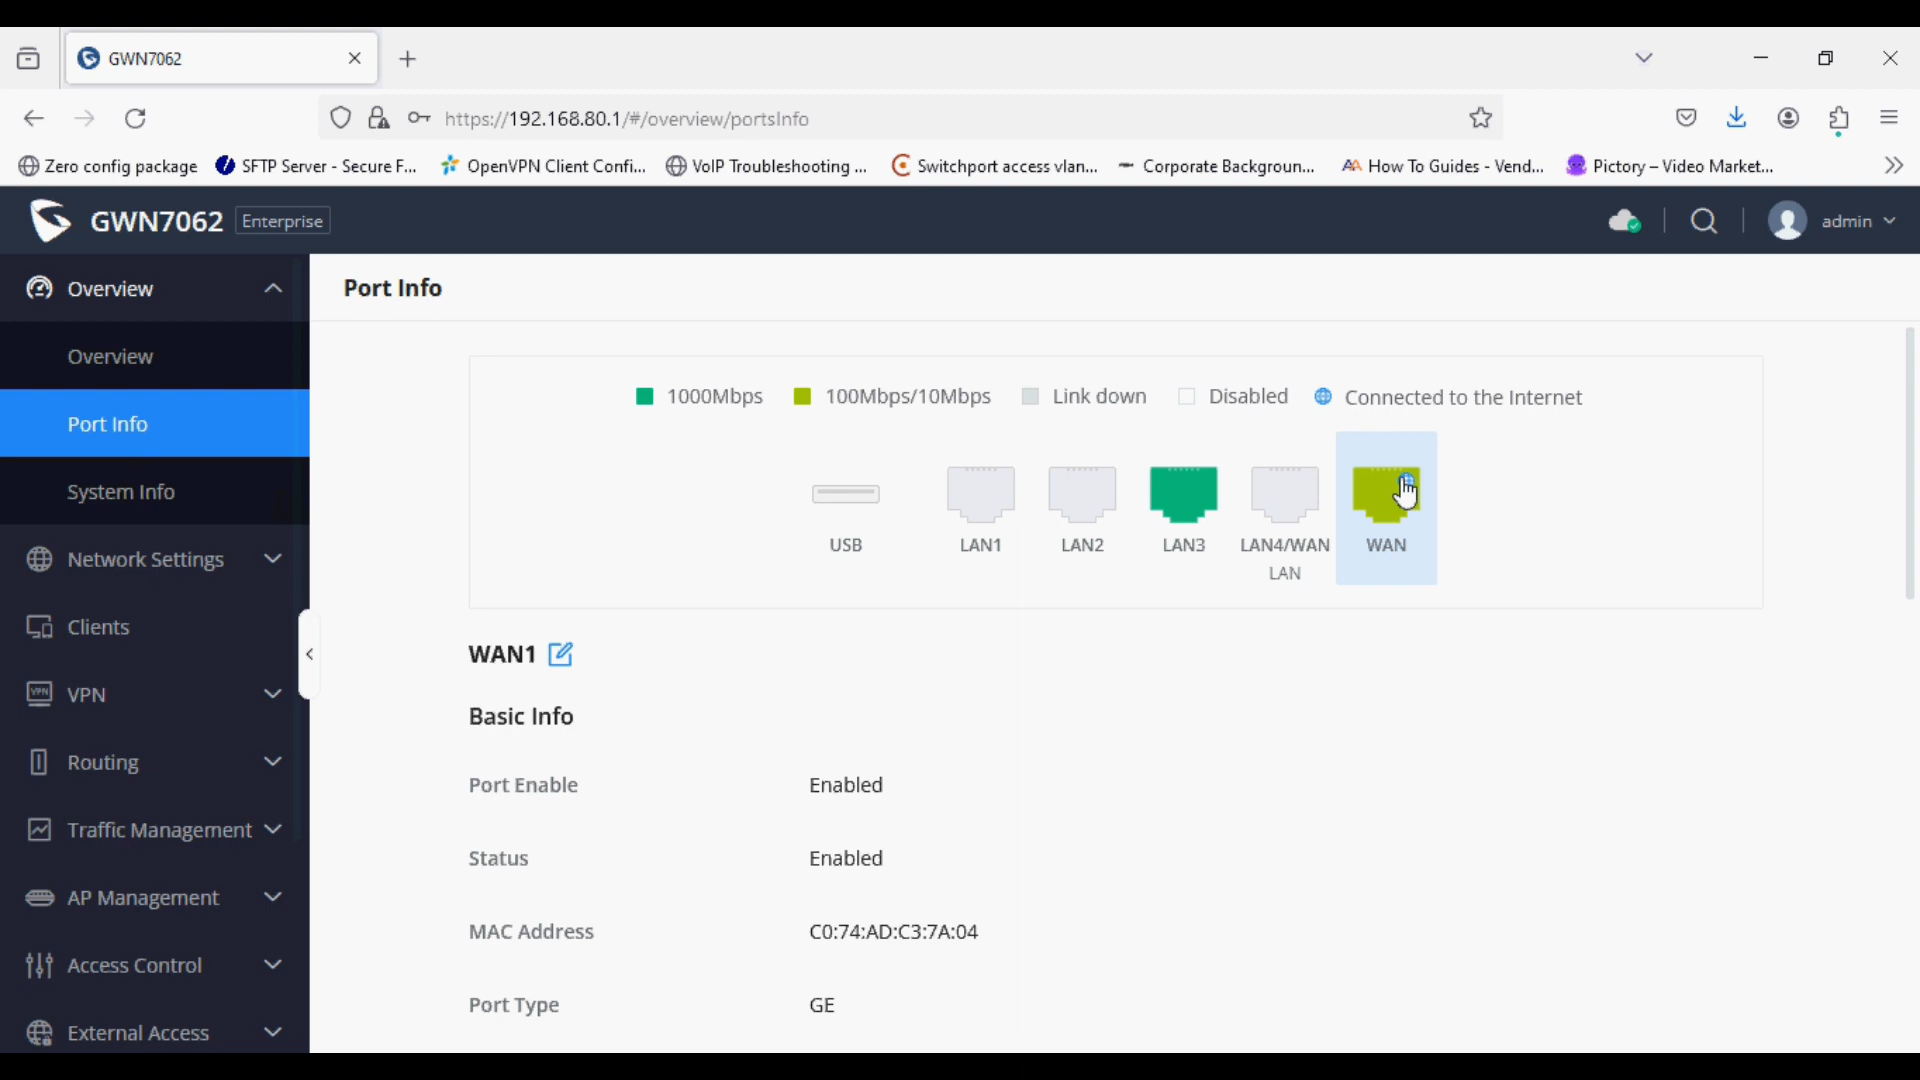 GWN7062
https://192.168.80.1/#/overview/portsInfo
Zero config package
SFTP Server - Secure F...
OpenVPN Client Confi...
VoIP Troubleshooting ...
Switchport access vlan...
Corporate Backgroun...
How To Guides - Vend...
Pictory – Video Market...
GWN7062
Enterprise
admin
Overview
Overview
Port Info
System Info
Network Settings
Clients
VPN
VPN
Routing
Traffic Management
AP Management
Access Control
External Access
Port Info
1000Mbps
100Mbps/10Mbps
Link down
Disabled
Connected to the Internet
USB
LAN1
LAN2
LAN3
LAN4/WAN
LAN
WAN
WAN1
Basic Info
Port Enable
Enabled
Status
Enabled
MAC Address
C0:74:AD:C3:7A:04
Port Type
GE